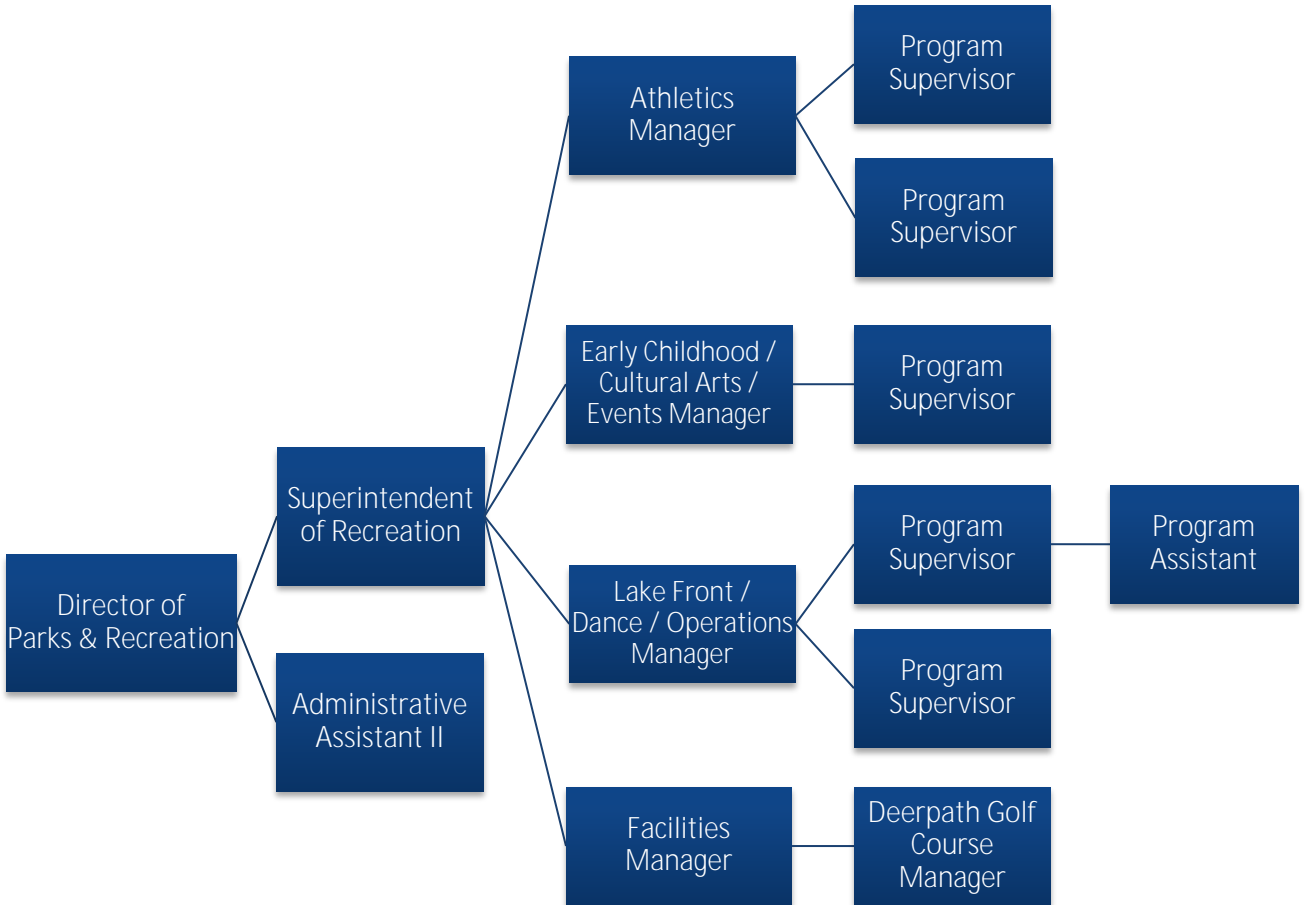 Program
Supervisor
Athletics
Manager
Program
Supervisor
Early Childhood /
Cultural Arts /
Events Manager
Program
Supervisor
Superintendent
of Recreation
Program
Supervisor
Program
Assistant
Director of
Parks & Recreation
Lake Front /
Dance / Operations
Manager
Administrative
Assistant II
Program
Supervisor
Facilities
Manager
Deerpath Golf
Course
Manager